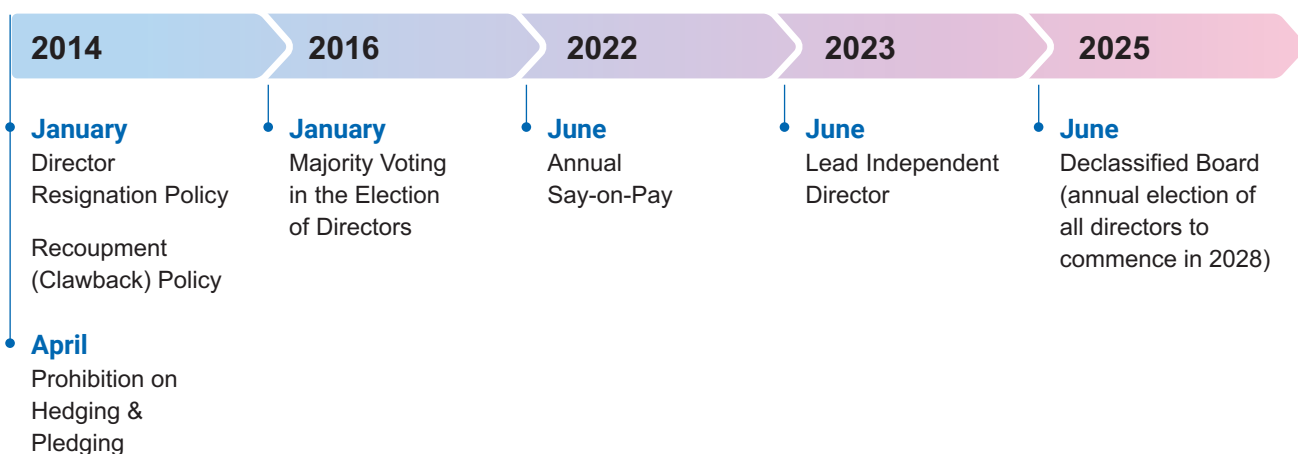 2014
January
Director
Resignation Policy
Recoupment
(Clawback) Policy
April
Prohibition on
Hedging &
Pledging
2016
January
Majority Voting
in the Election
of Directors
2022
June
Annual
Say-on-Pay
2023
June
Lead Independent
Director
2025
June
Declassified Board
(annual election of
all directors to
commence in 2028)